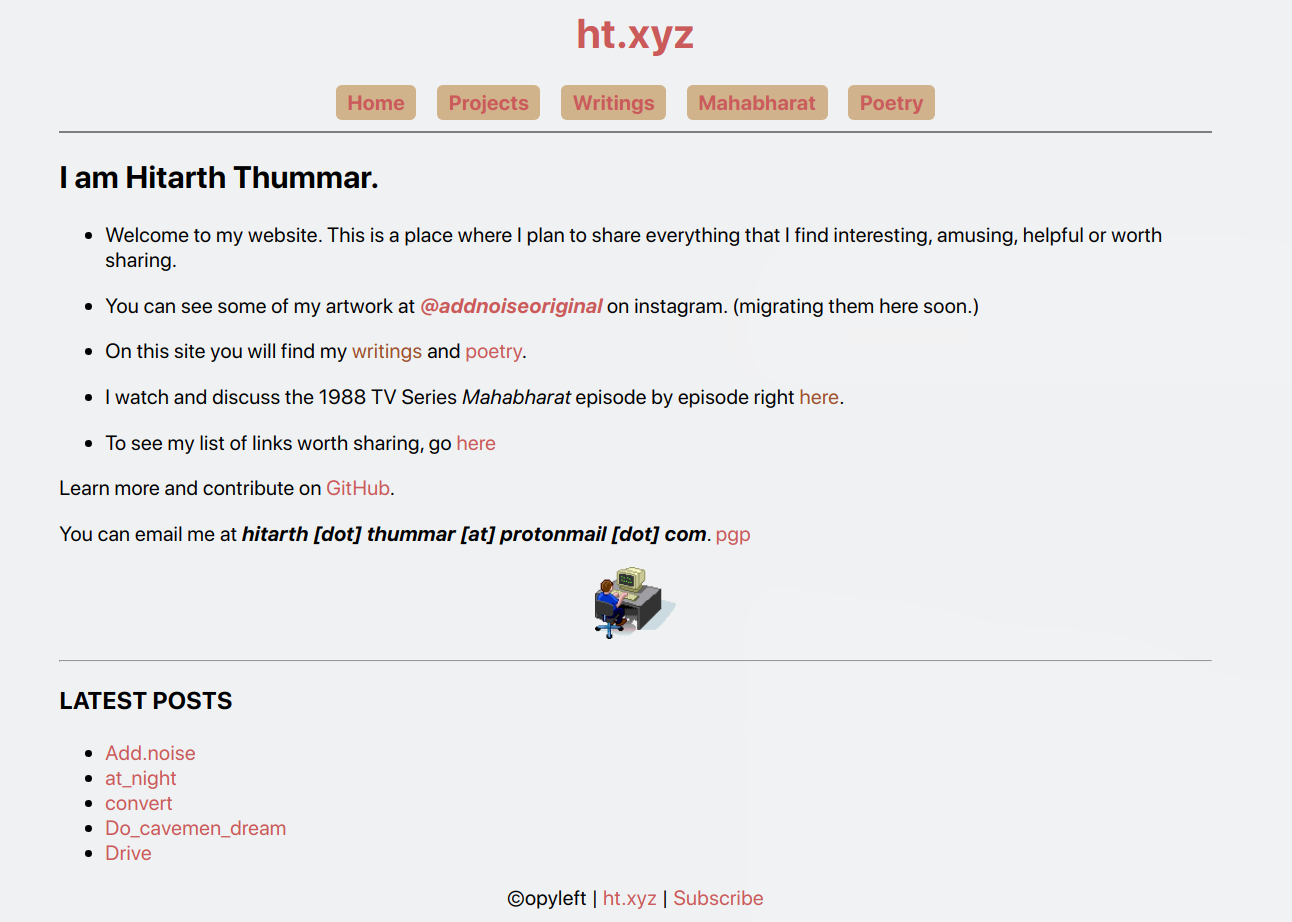 ht.xyz
Home Projects Writings Mahabharat Poetry
I am Hitarth Thummar.
• Welcome to my website. This is a place where I plan to share everything that I find interesting, amusing, helpful or worth
sharing.
• You can see some of my artwork at @addnoiseoriginal on instagram. (migrating them here soon.)
• On this site you will find my writings and poetry.
• I watch and discuss the 1988 TV Series Mahabharat episode by episode right here.
• To see my list of links worth sharing, go here
Learn more and contribute on GitHub.
You can email me at hitarth [dot] thummar [at] protonmail [dot] com. pgp
LATEST POSTS
• Add.noise
• at_night
• convert
• Do_cavemen_dream
• Drive
©opyleft | ht.xyz | Subscribe